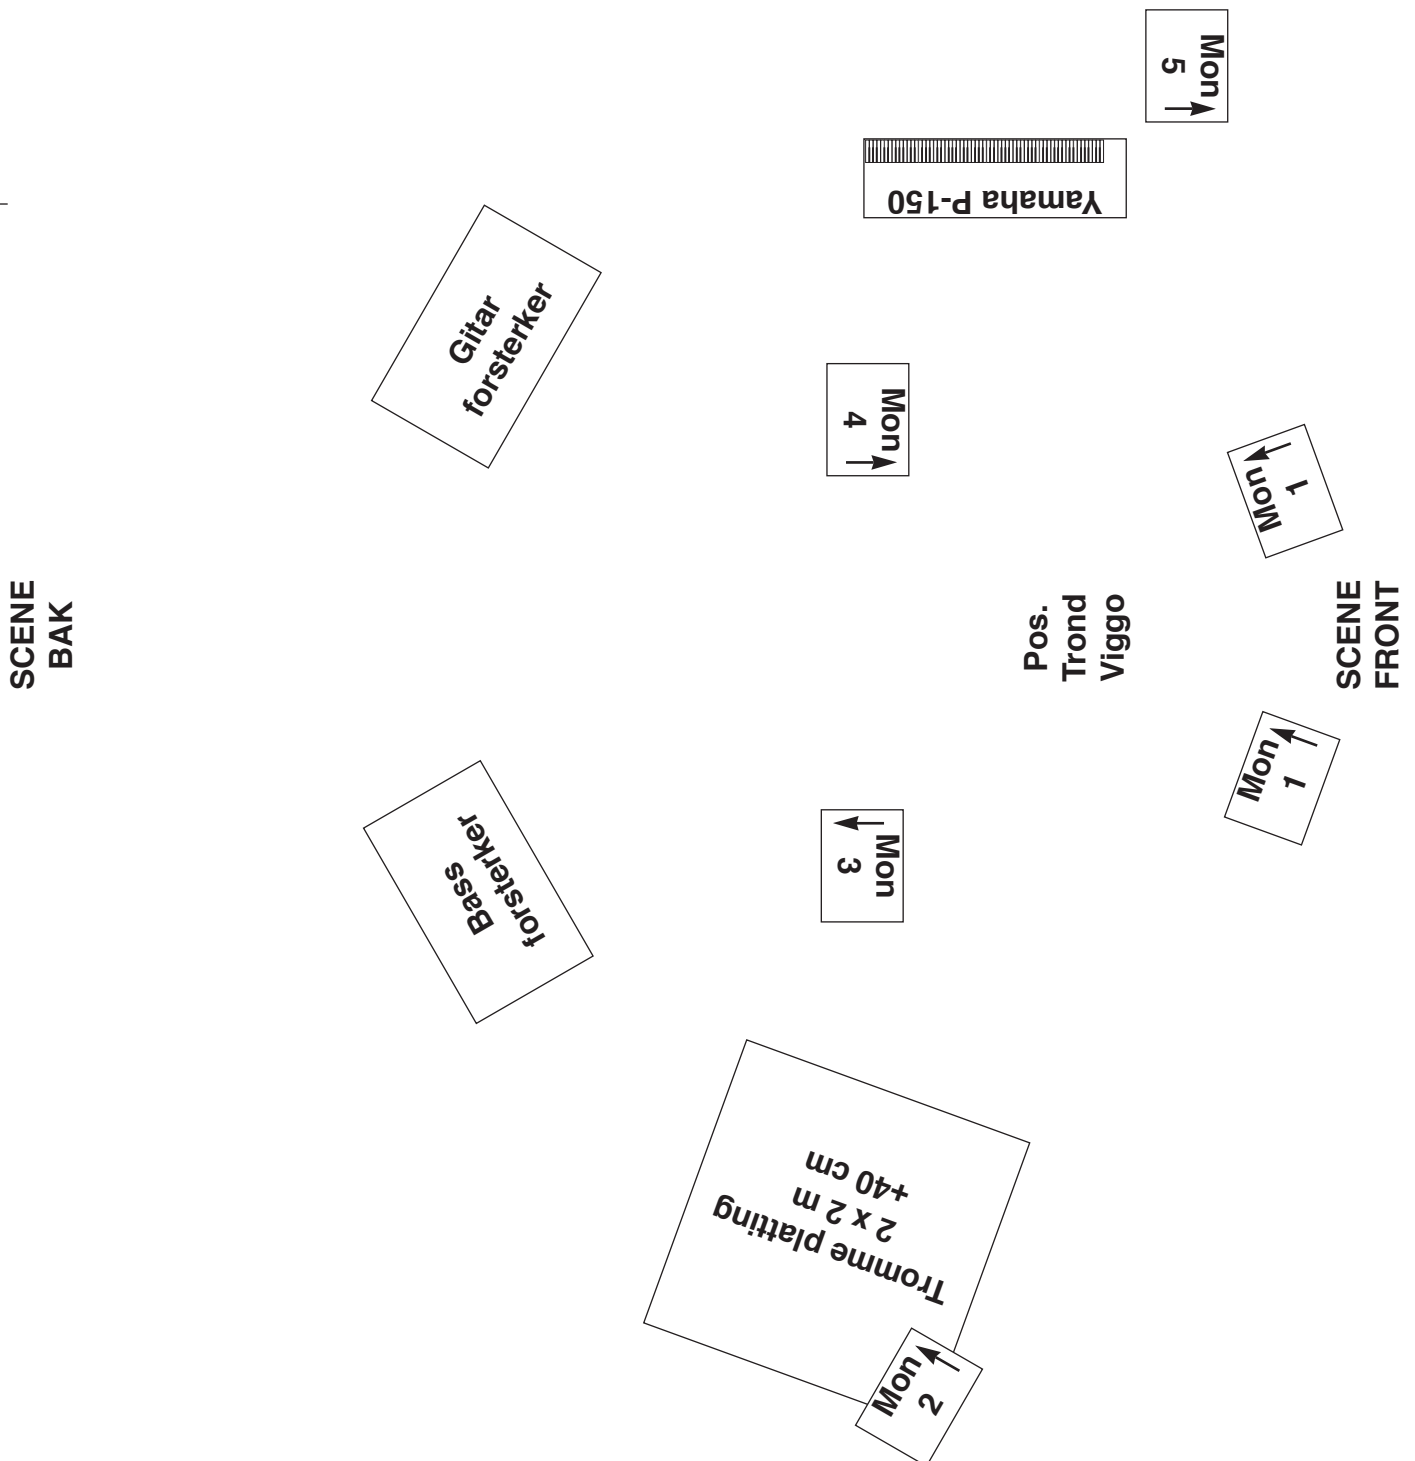 SCENE
BAK
Gitar
forsterker
Bass
forsterker
Mon
5
Yamaha P-150
Mon
4
Mon
3
Pos.
Trond
Viggo
Mon
1
Mon
1
SCENE
FRONT
Tromme platting
2 x 2 m
+40 cm
Mon
2